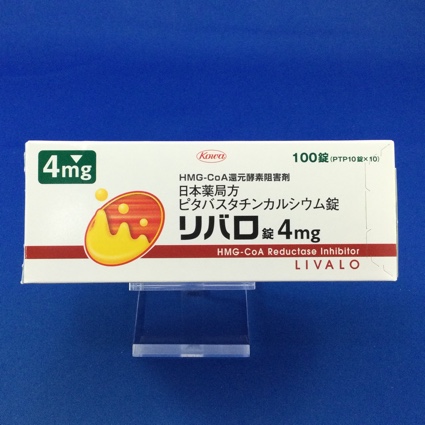 4mg
Kowa
100錠(PTP10錠×10)
HMG-CoA還元酵素阻害剤
日本薬局方
ピタバスタチンカルシウム錠
リバロ錠4mg
HMG-CoA Reductase Inhibitor
LIVALO